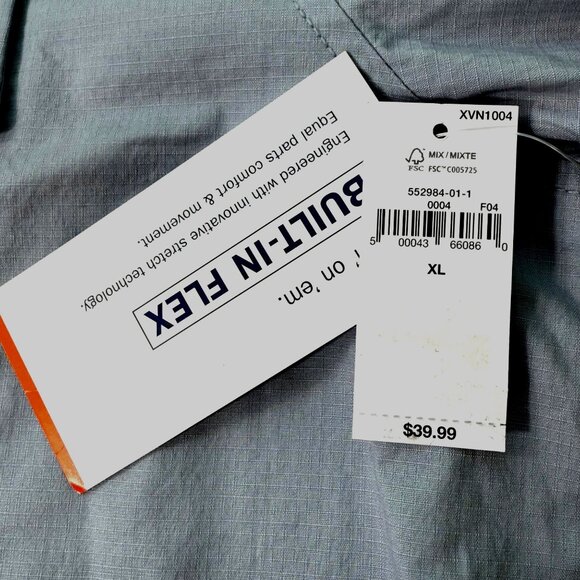 XVN1004
MIX / MIXTE
FSC FSC™ C005725
552984-01-1
0004 F04
5 00043 66086 0
XL
$39.99
on 'em.
BUILT-IN FLEX
Engineered with innovative stretch technology.
Equal parts comfort & movement.